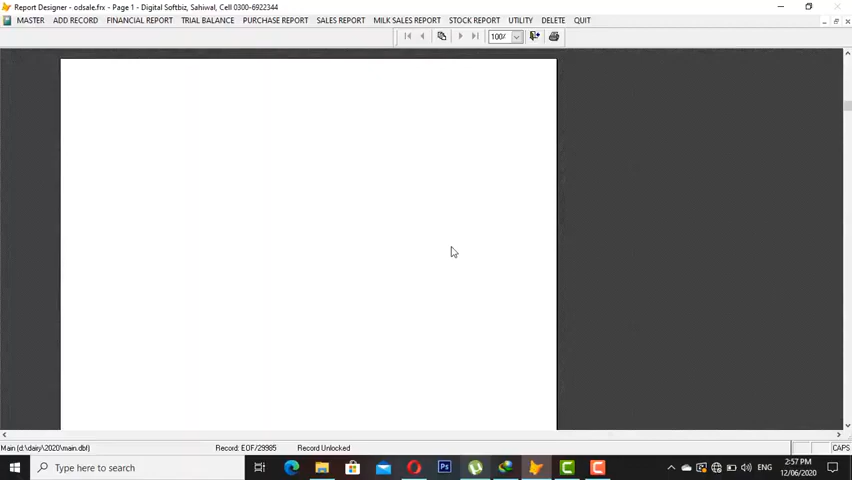 Report Designer - odsale.frx - Page 1 - Digital Softbiz, Sahiwal, Cell 0300-6922344
MASTER ADD RECORD FINANCIAL REPORT TRIAL BALANCE PURCHASE REPORT SALES REPORT MILK SALES REPORT STOCK REPORT UTILITY DELETE QUIT
Main (d:\dairy\2020\main.dbf) Record: EOF/29985 Record Unlocked CAPS
Type here to search
Ps
ENG
2:57 PM
12/06/2020